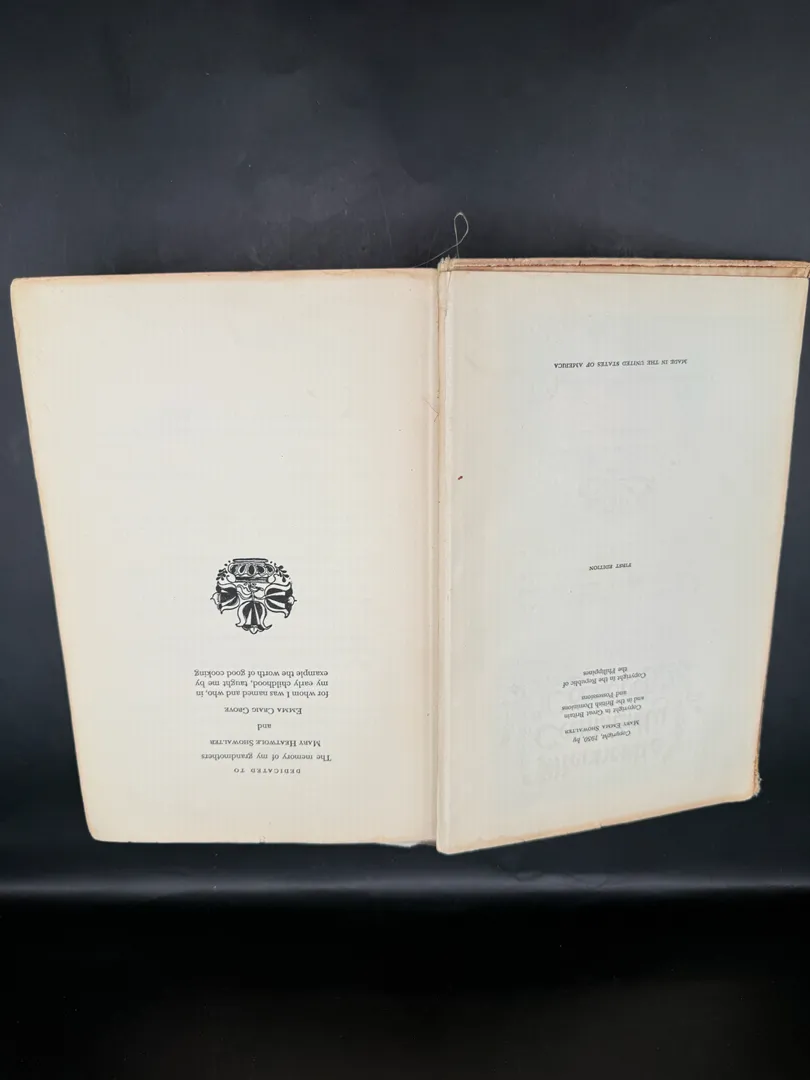 Copyright, 1950, by
MARY EMMA SHOWALTER
Copyright in Great Britain
and in the British Dominions
and Possessions
Copyright in the Republic of
the Philippines
FIRST EDITION
MADE IN THE UNITED STATES OF AMERICA
DEDICATED TO
The memory of my grandmothers
MARY HEATWOLE SHOWALTER
and
EMMA CRAIG GROVE
for whom I was named and who, in
my early childhood, taught me by
example the worth of good cooking